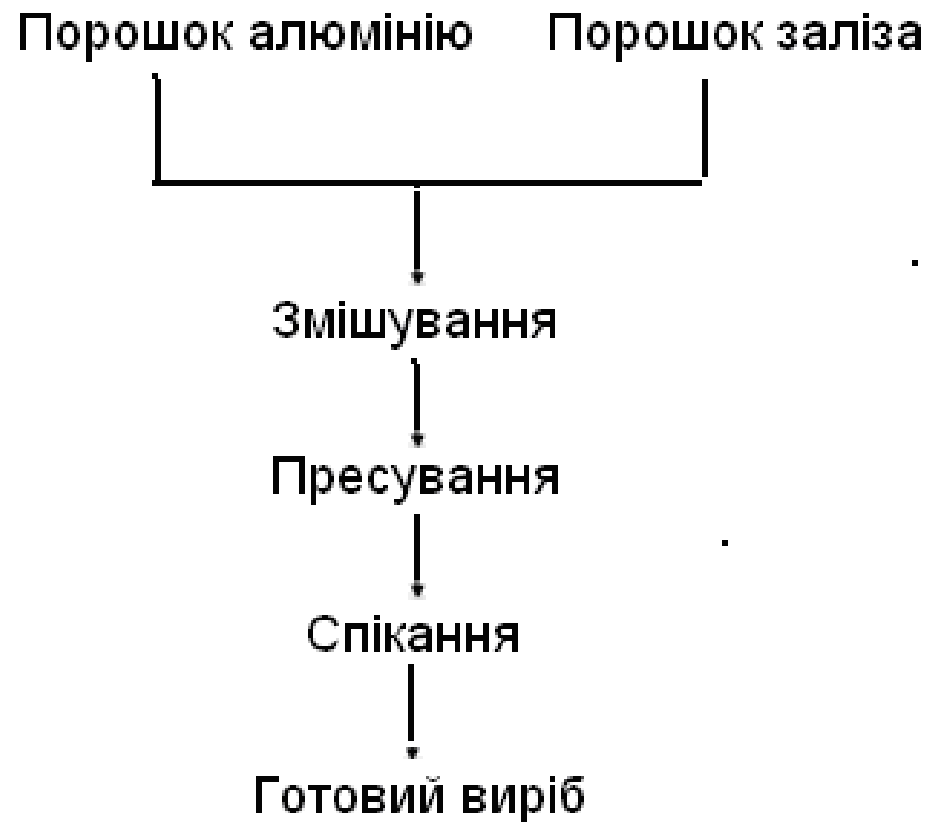 Порошок алюмінію Порошок заліза
Змішування
Пресування
Спікання
Готовий виріб